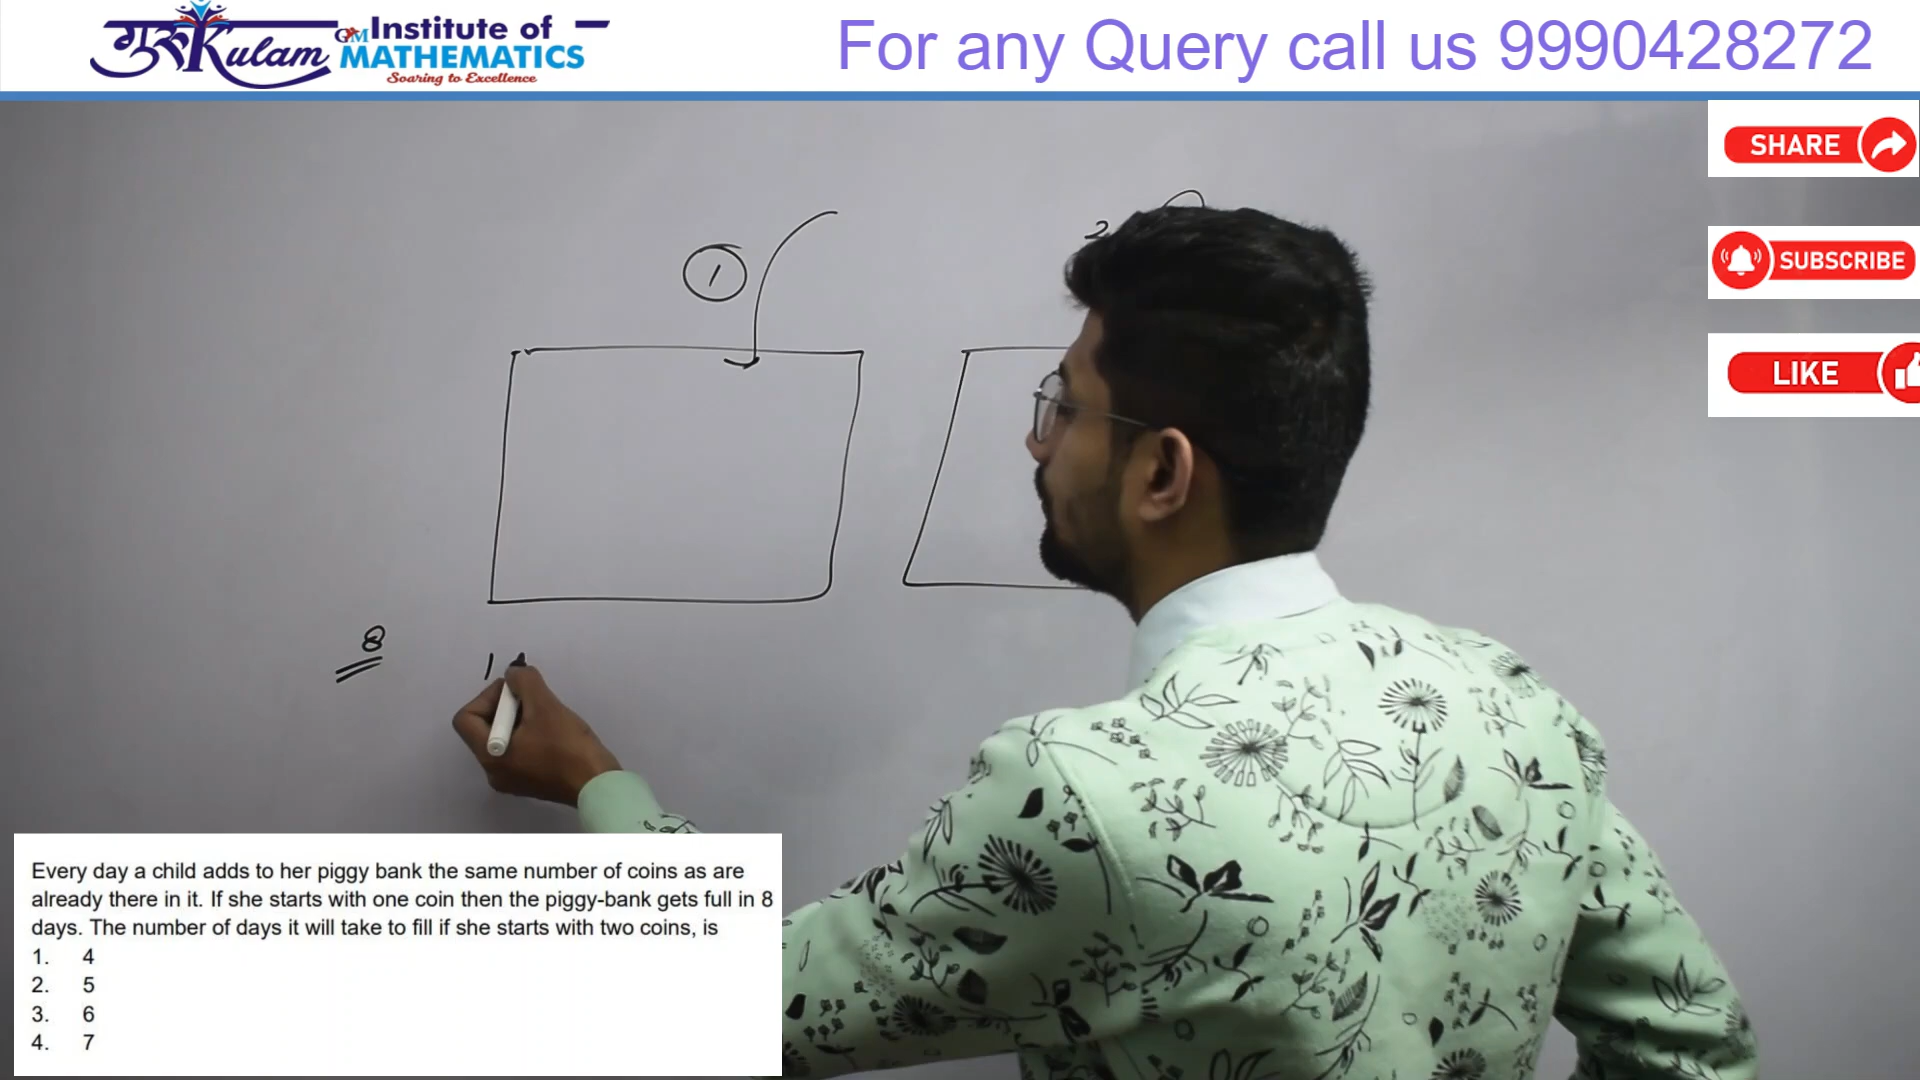 गुरुKulam GM Institute of
MATHEMATICS
Soaring to Excellence
For any Query call us 9990428272
SHARE
SUBSCRIBE
LIKE
1
2
8
1
Every day a child adds to her piggy bank the same number of coins as are
already there in it. If she starts with one coin then the piggy-bank gets full in 8
days. The number of days it will take to fill if she starts with two coins, is
1. 4
2. 5
3. 6
4. 7